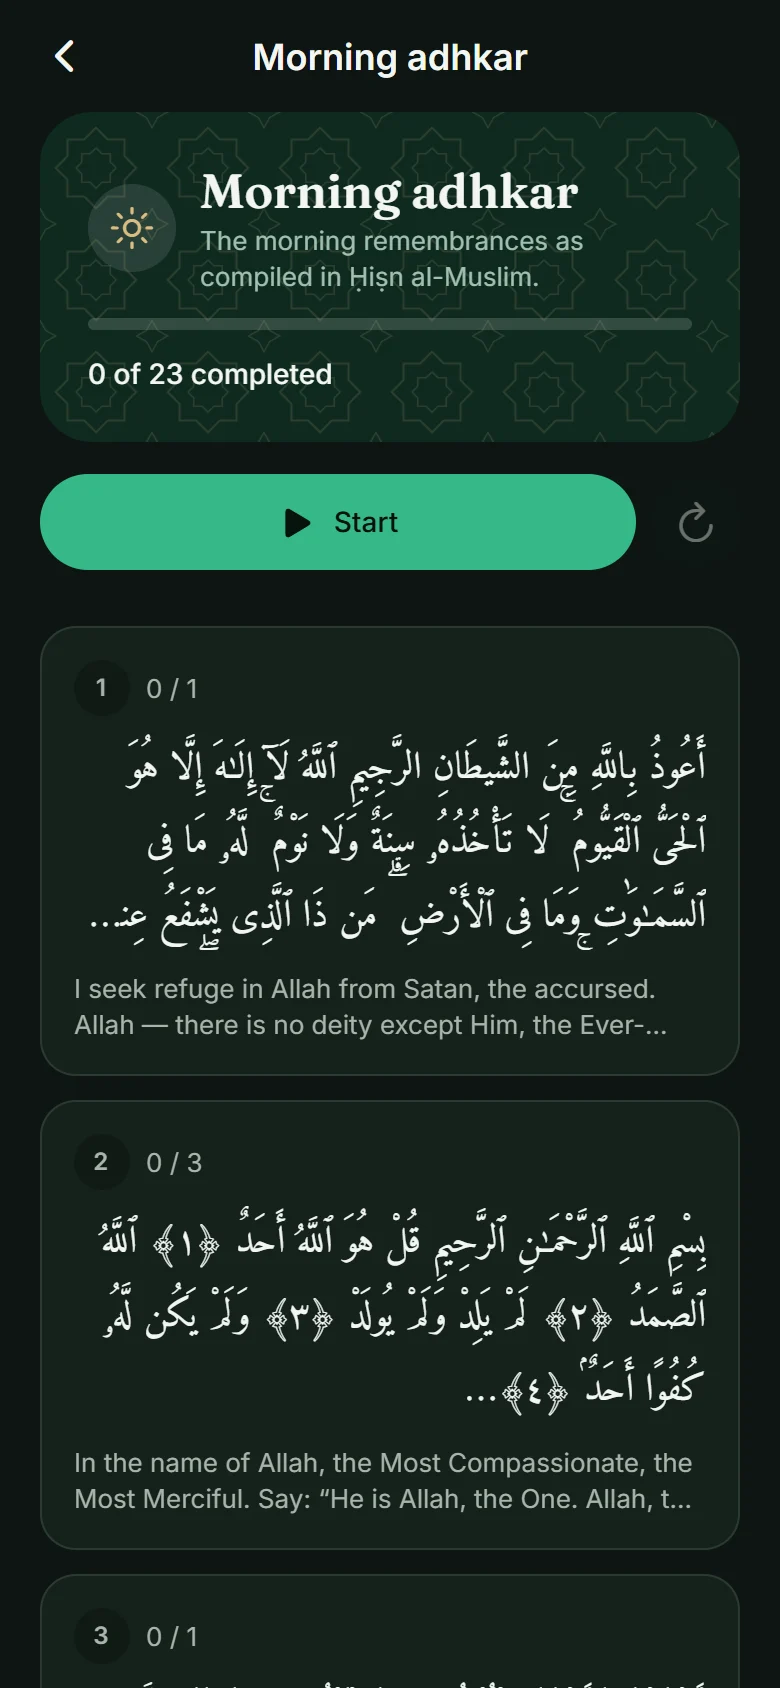 Morning adhkar
Morning adhkar
The morning remembrances as
compiled in Ḥiṣn al-Muslim.
0 of 23 completed
Start
1
0 / 1
أَعُوذُ بِاللَّهِ مِنَ الشَّيطَانِ الرَّجِيمِ ٱللَّهُ لَآ إِلَـٰهَ إِلَّا هُوَ
ٱلْحَىُّ ٱلْقَيُّومُ ۚ لَا تَأْخُذُهُۥ سِنَةٌ وَلَا نَوْمٌ ۚ لَّهُۥ مَا فِى
ٱلسَّمَـٰوَٰتِ وَمَا فِى ٱلْأَرْضِ ۗ مَن ذَا ٱلَّذِى يَشْفَعُ عِنـ...
I seek refuge in Allah from Satan, the accursed.
Allah — there is no deity except Him, the Ever-...
2
0 / 3
بِسْمِ ٱللَّهِ ٱلرَّحْمَـٰنِ ٱلرَّحِيمِ قُلْ هُوَ ٱللَّهُ أَحَدٌ ﴿١﴾ ٱللَّهُ
ٱلصَّمَدُ ﴿٢﴾ لَمْ يَلِدْ وَلَمْ يُولَدْ ﴿٣﴾ وَلَمْ يَكُن لَّهُۥ
كُفُوًا أَحَدٌۢ ﴿٤﴾...
In the name of Allah, the Most Compassionate, the
Most Merciful. Say: “He is Allah, the One. Allah, t...
3
0 / 1